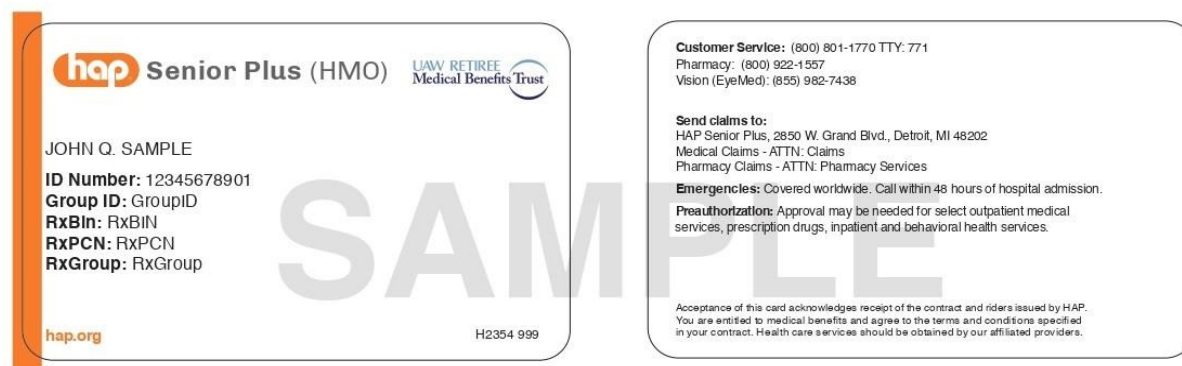 hap Senior Plus (HMO)
UAW RETIREE
Medical Benefits Trust
JOHN Q. SAMPLE
ID Number: 12345678901
Group ID: GroupID
RxBin: RxBIN
RxPCN: RxPCN
RxGroup: RxGroup
hap.org
H2354 999
Customer Service: (800) 801-1770 TTY: 771
Pharmacy: (800) 922-1557
Vision (EyeMed): (855) 982-7438
Send claims to:
HAP Senior Plus, 2850 W. Grand Blvd., Detroit, MI 48202
Medical Claims - ATTN: Claims
Pharmacy Claims - ATTN: Pharmacy Services
Emergencies: Covered worldwide. Call within 48 hours of hospital admission.
Preauthorization: Approval may be needed for select outpatient medical
services, prescription drugs, inpatient and behavioral health services.
Acceptance of this card acknowledges receipt of the contract and riders issued by HAP.
You are entitled to medical benefits and agree to the terms and conditions specified
in your contract. Health care services should be obtained by our affiliated providers.
SAMPLE